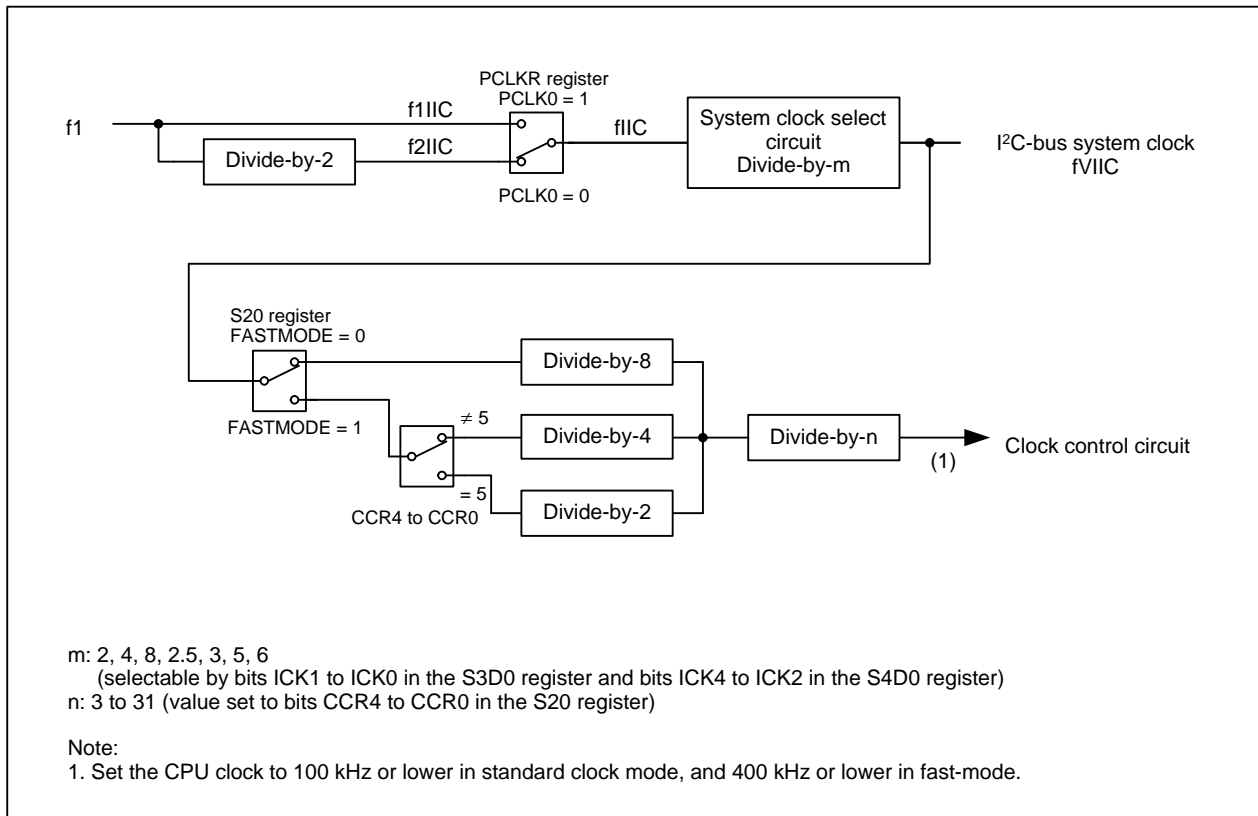 PCLKR register
PCLK0 = 1
f1
f1IIC
Divide-by-2
f2IIC
PCLK0 = 0
fIIC
System clock select
circuit
Divide-by-m
I²C-bus system clock
fVIIC
S20 register
FASTMODE = 0
FASTMODE = 1
Divide-by-8
≠ 5
Divide-by-4
= 5
CCR4 to CCR0
Divide-by-2
Divide-by-n
(1)
Clock control circuit
m: 2, 4, 8, 2.5, 3, 5, 6
(selectable by bits ICK1 to ICK0 in the S3D0 register and bits ICK4 to ICK2 in the S4D0 register)
n: 3 to 31 (value set to bits CCR4 to CCR0 in the S20 register)
Note:
1. Set the CPU clock to 100 kHz or lower in standard clock mode, and 400 kHz or lower in fast-mode.